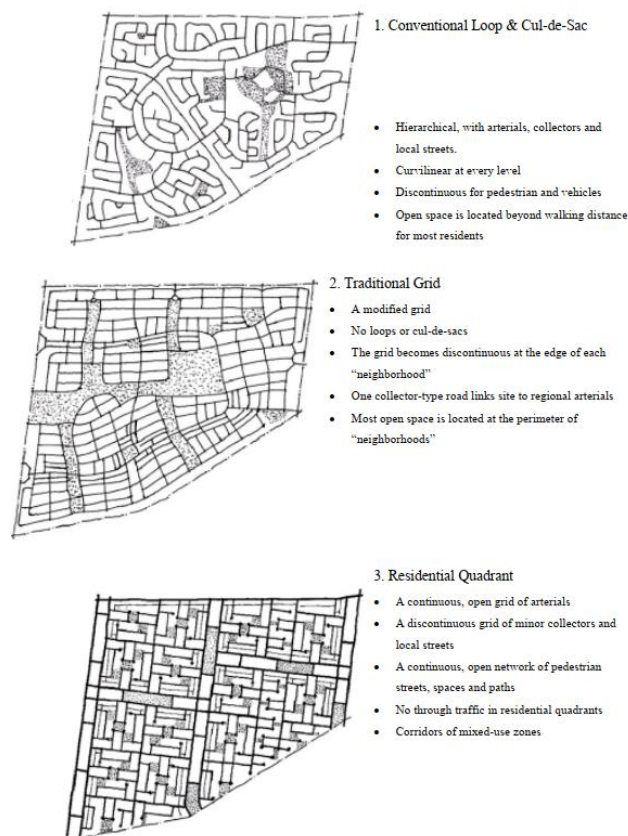 1. Conventional Loop & Cul-de-Sac
• Hierarchical, with arterials, collectors and
local streets.
• Curvilinear at every level
• Discontinuous for pedestrian and vehicles
• Open space is located beyond walking distance
for most residents
2. Traditional Grid
• A modified grid
• No loops or cul-de-sacs
• The grid becomes discontinuous at the edge of each
“neighborhood”
• One collector-type road links site to regional arterials
• Most open space is located at the perimeter of
“neighborhoods”
3. Residential Quadrant
• A continuous, open grid of arterials
• A discontinuous grid of minor collectors and
local streets
• A continuous, open network of pedestrian
streets, spaces and paths
• No through traffic in residential quadrants
• Corridors of mixed-use zones